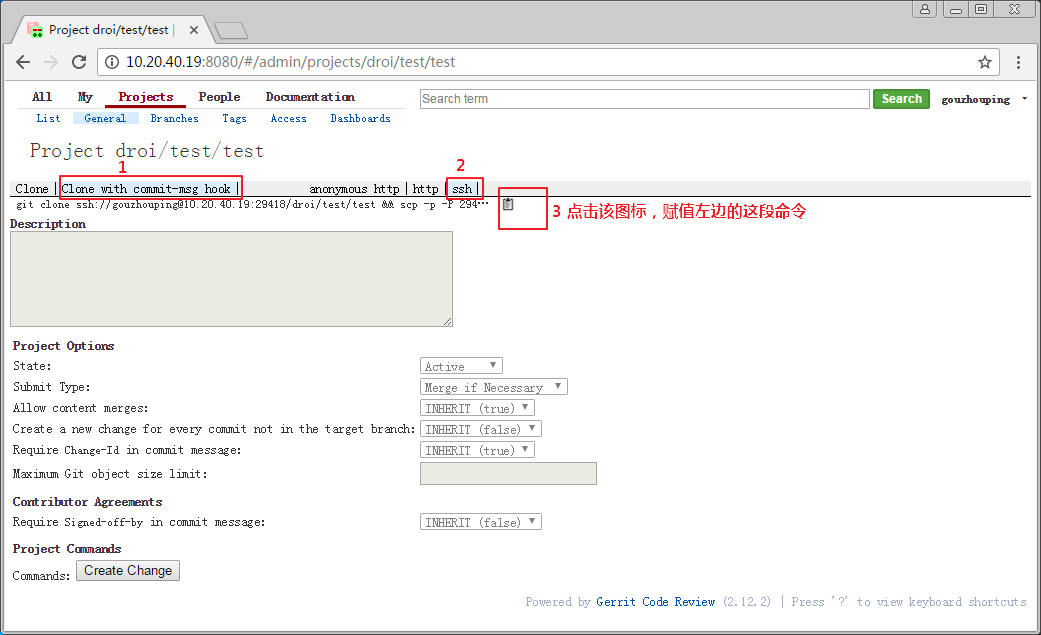 Project droi/test/test |
10.20.40.19:8080/#/admin/projects/droi/test/test
All My Projects People Documentation
Search term
Search
gouzhouping
List General Branches Tags Access Dashboards
Project droi/test/test
1
2
Clone | Clone with commit-msg hook | anonymous http | http | ssh |
git clone ssh://gouzhouping@10.20.40.19:29418/droi/test/test && scp -p -P 294…
3 点击该图标，赋值左边的这段命令
Description
Project Options
State: Active
Submit Type: Merge if Necessary
Allow content merges: INHERIT (true)
Create a new change for every commit not in the target branch: INHERIT (false)
Require Change-Id in commit message: INHERIT (true)
Maximum Git object size limit:
Contributor Agreements
Require Signed-off-by in commit message: INHERIT (false)
Project Commands
Commands: Create Change
Powered by Gerrit Code Review (2.12.2) | Press '?' to view keyboard shortcuts